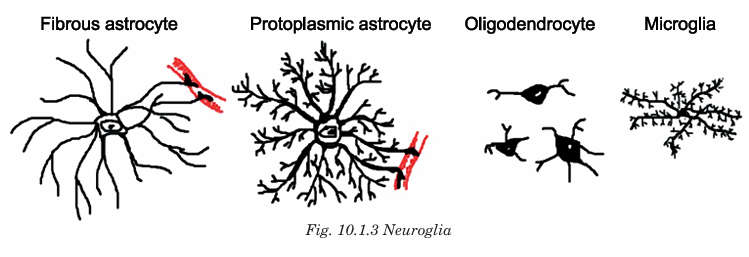 Fibrous astrocyte Protoplasmic astrocyte Oligodendrocyte Microglia
Fig. 10.1.3 Neuroglia